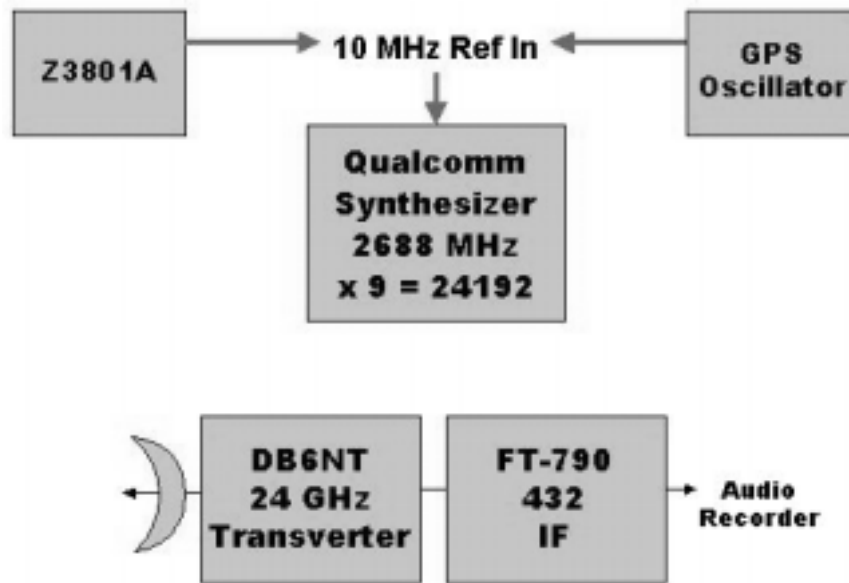 Z3801A
10 MHz Ref In
GPS
Oscillator
Qualcomm
Synthesizer
2688 MHz
x 9 = 24192
DB6NT
24 GHz
Transverter
FT-790
432
IF
Audio
Recorder